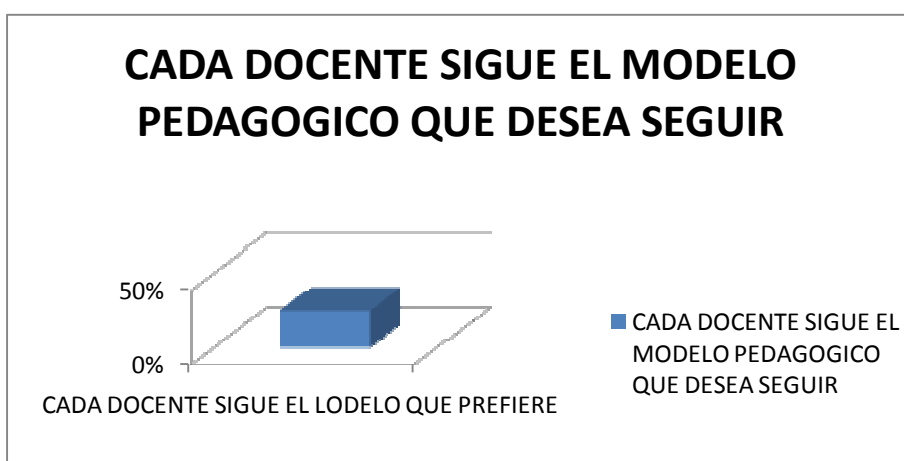 CADA DOCENTE SIGUE EL MODELO
PEDAGOGICO QUE DESEA SEGUIR
50%
0%
CADA DOCENTE SIGUE EL LODELO QUE PREFIERE
CADA DOCENTE SIGUE EL
MODELO PEDAGOGICO
QUE DESEA SEGUIR